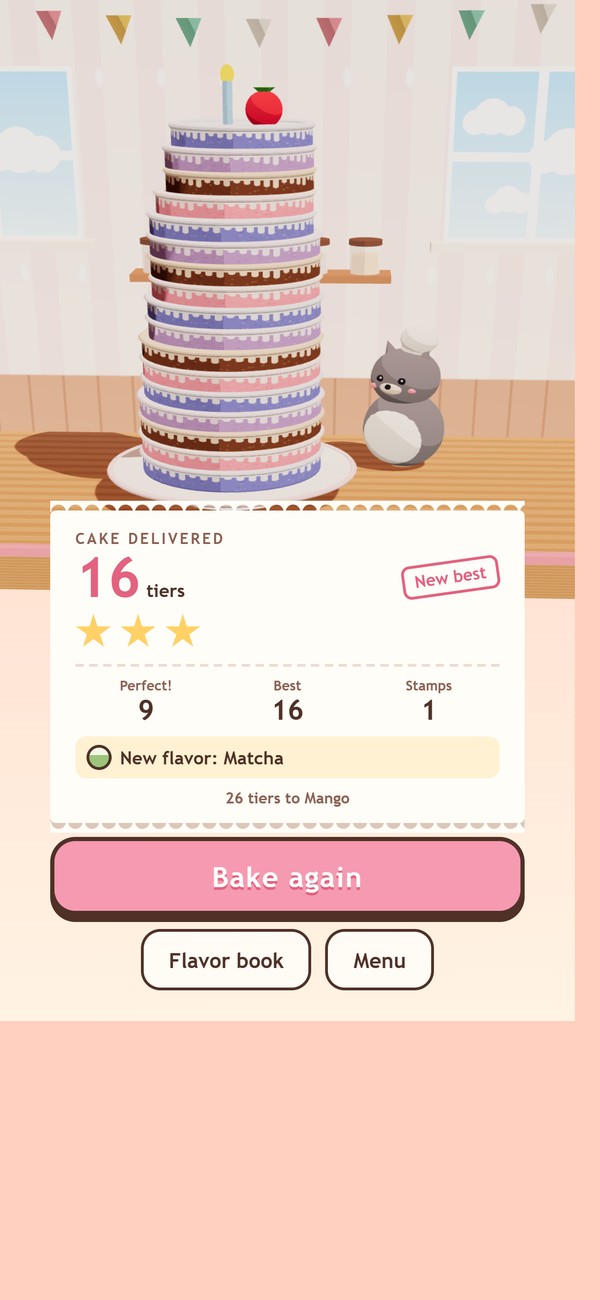 CAKE DELIVERED
16 tiers
New best
Perfect! Best Stamps
9 16 1
New flavor: Matcha
26 tiers to Mango
Bake again
Flavor book Menu